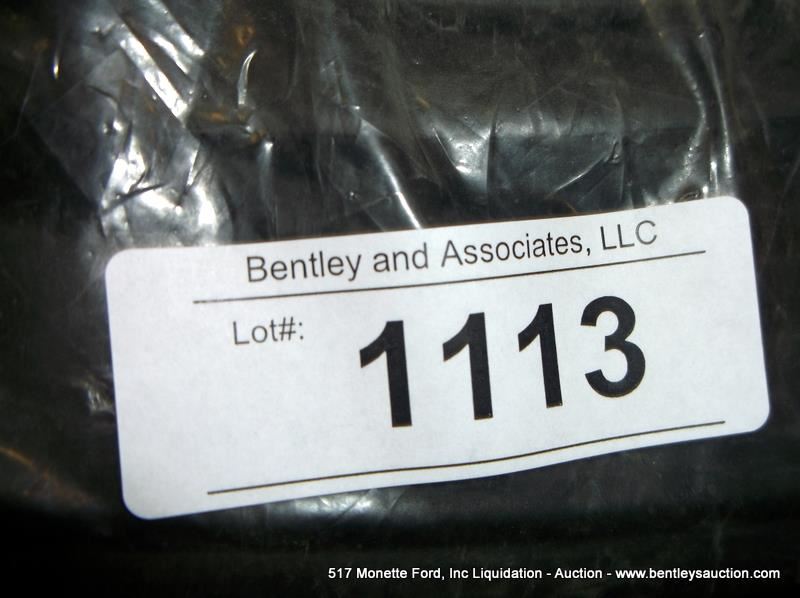 Bentley and Associates, LLC
Lot#: 1113
517 Monette Ford, Inc Liquidation - Auction - www.bentleysauction.com